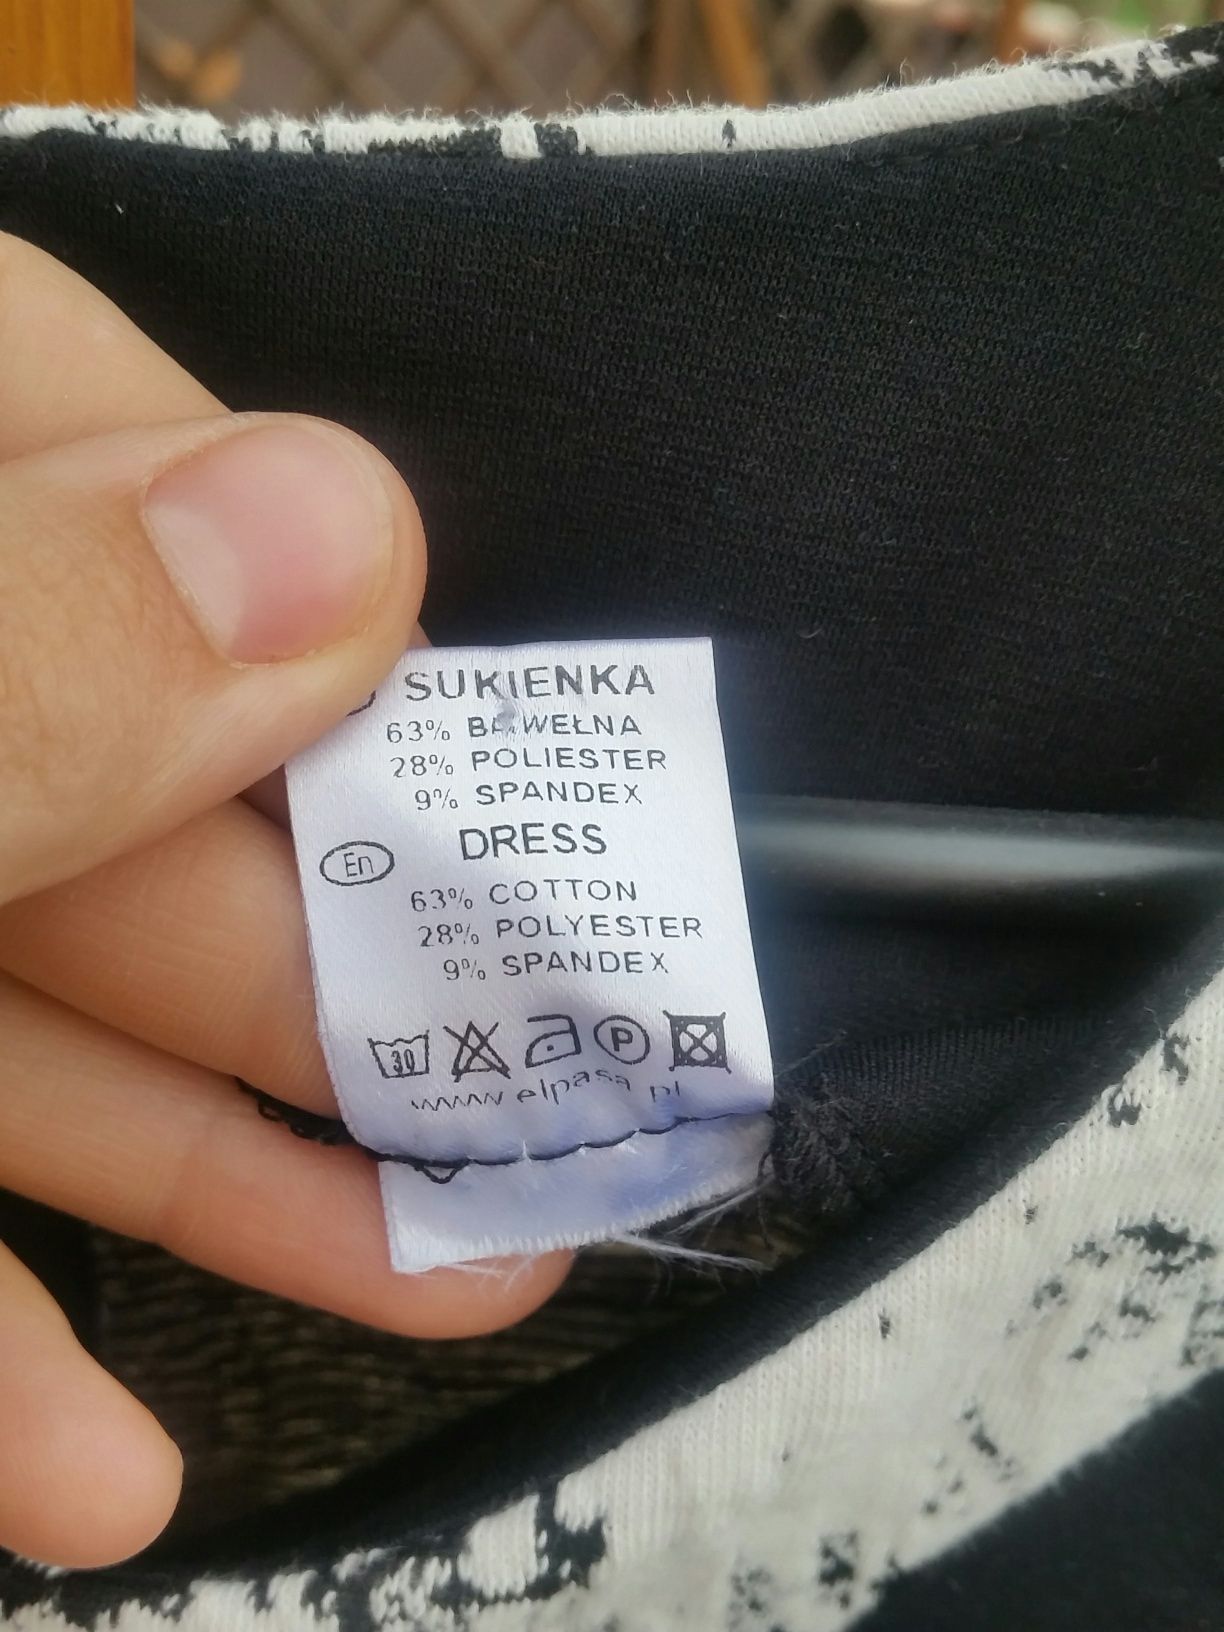 SUKIENKA
63% BAWEŁNA
28% POLIESTER
9% SPANDEX
DRESS
En
63% COTTON
28% POLYESTER
9% SPANDEX
30 P
www.elpasa.pl